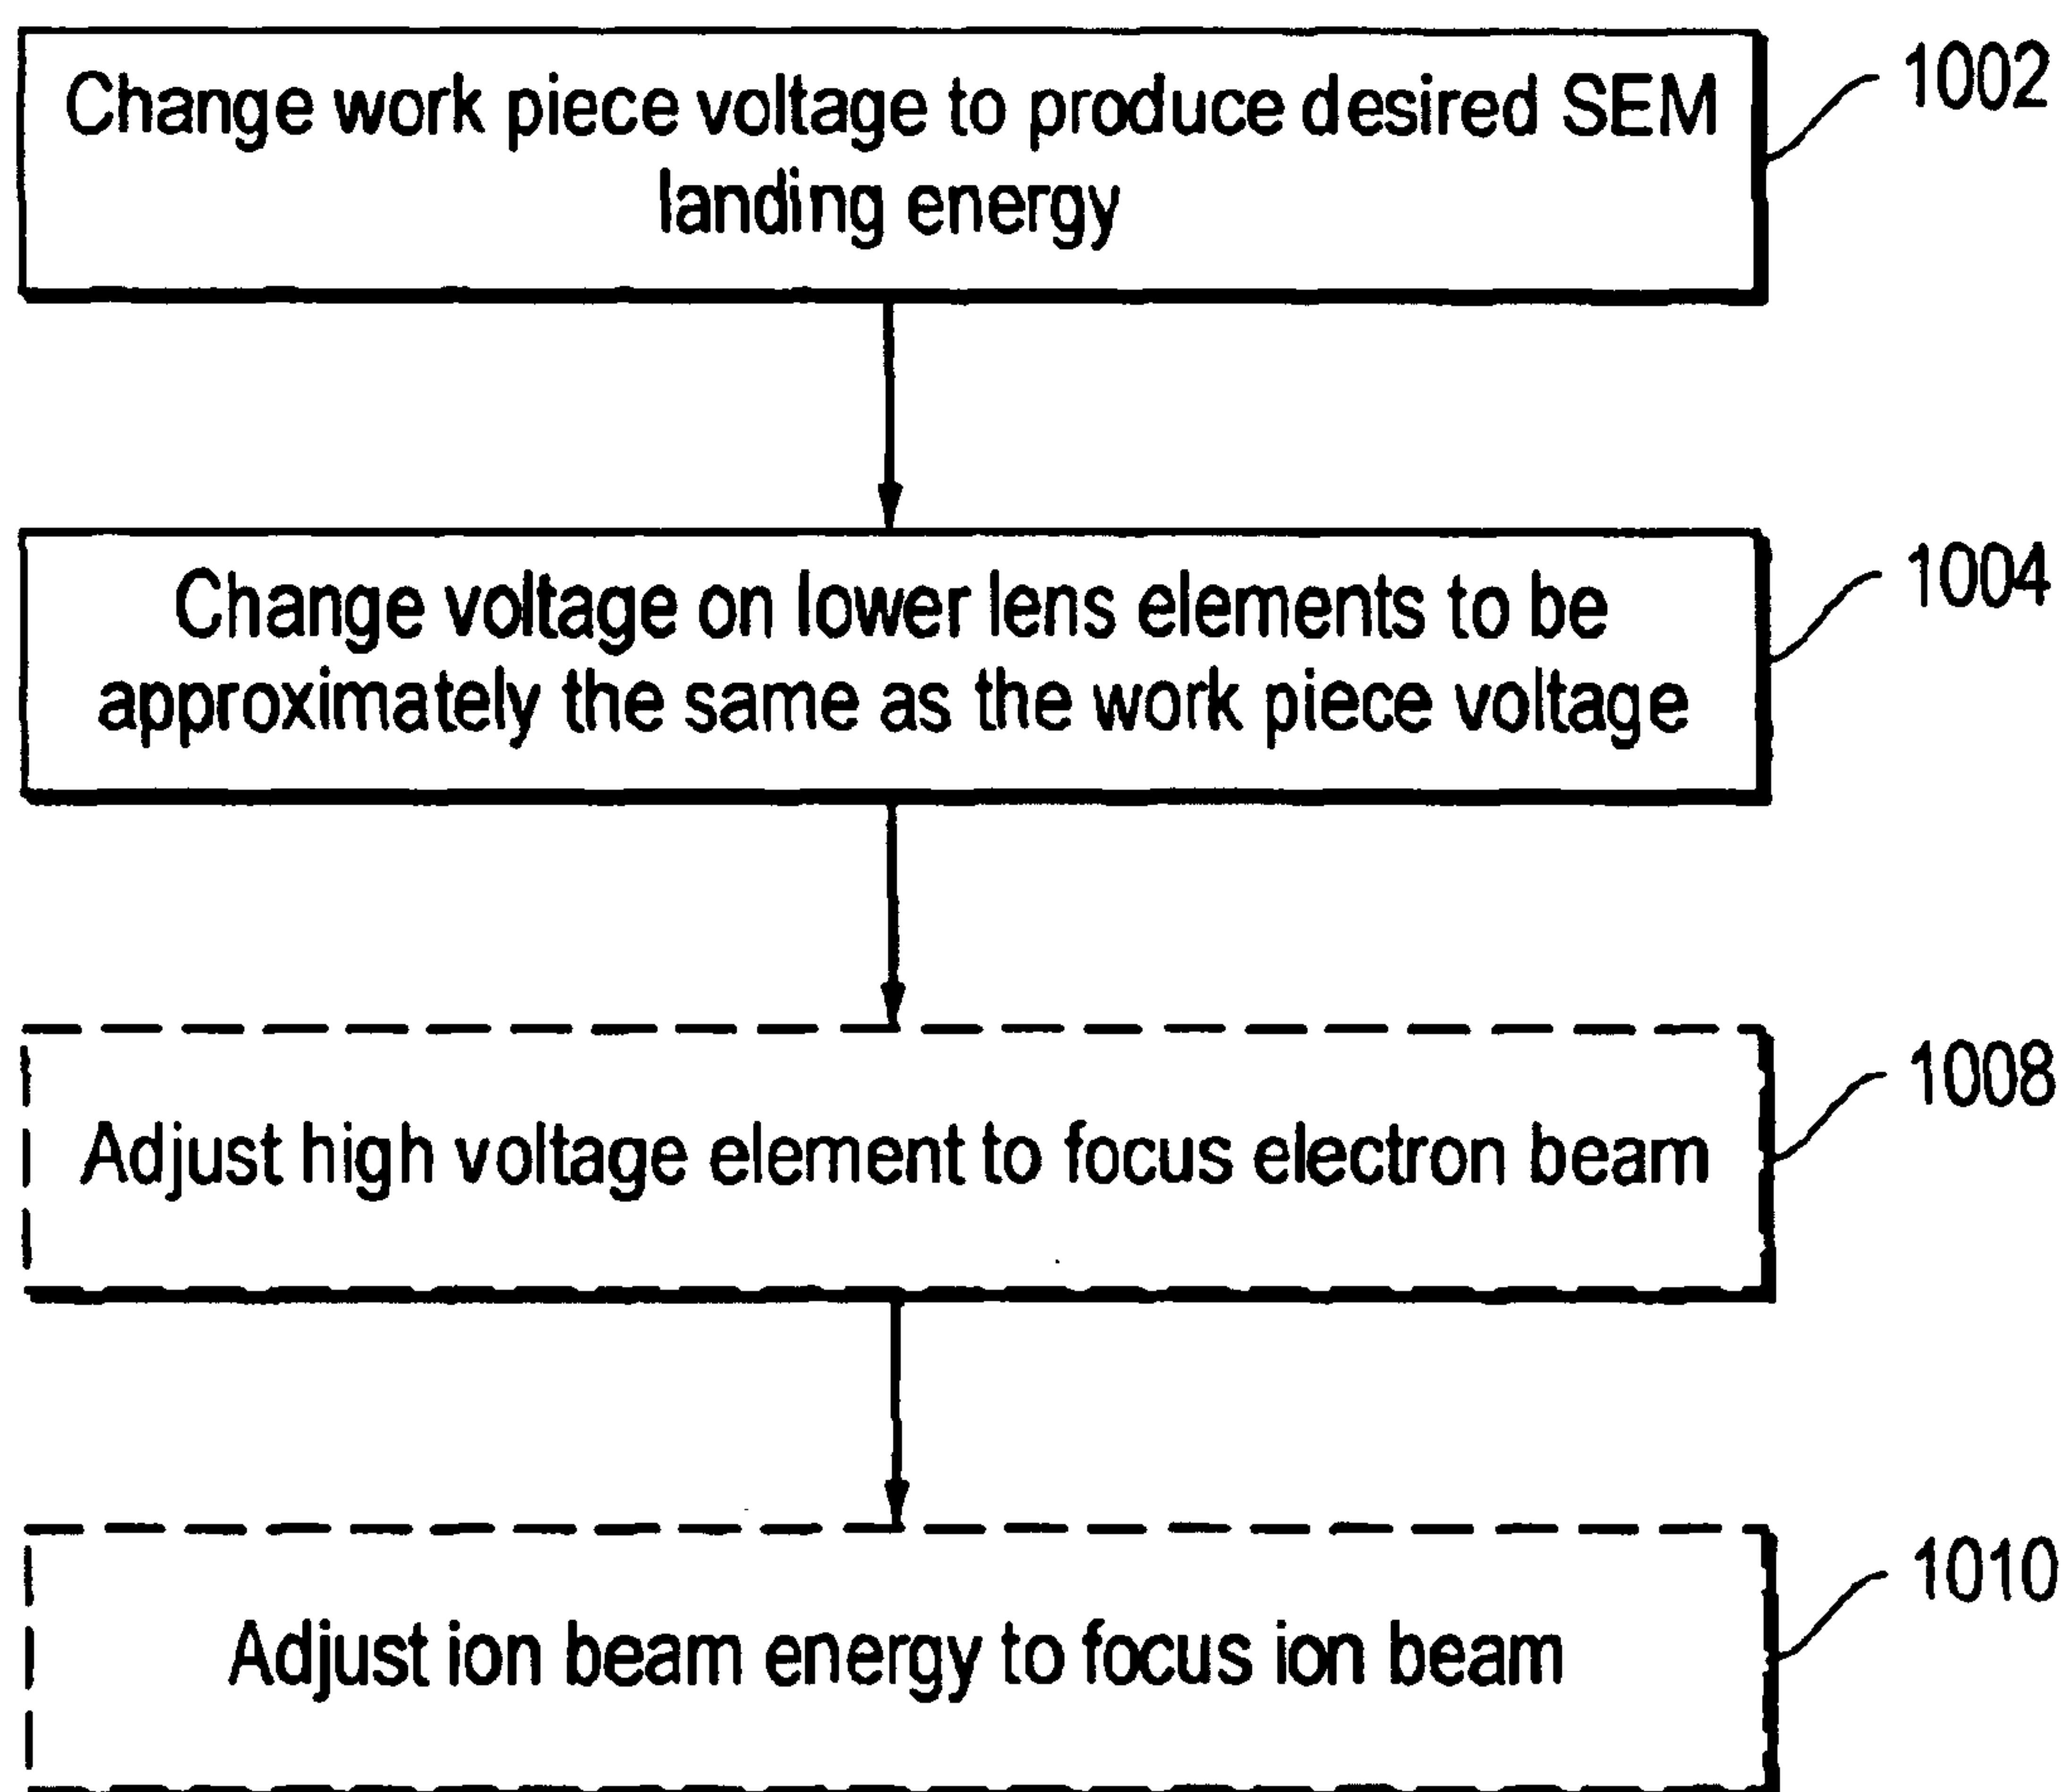 Change work piece voltage to produce desired SEM
landing energy
1002
Change voltage on lower lens elements to be
approximately the same as the work piece voltage
1004
Adjust high voltage element to focus electron beam
1008
Adjust ion beam energy to focus ion beam
1010